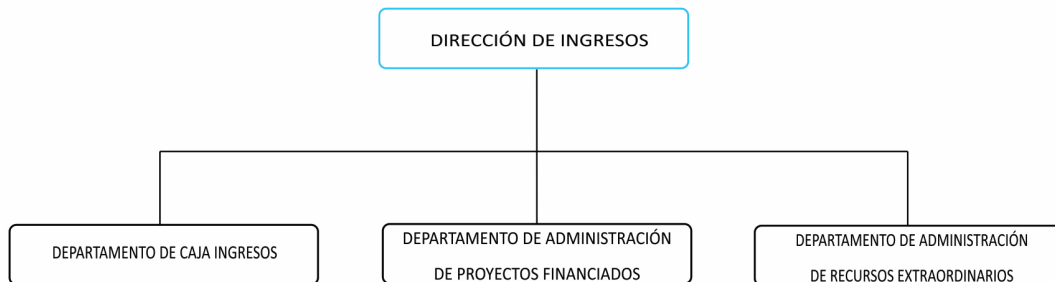 DIRECCIÓN DE INGRESOS
DEPARTAMENTO DE CAJA INGRESOS
DEPARTAMENTO DE ADMINISTRACIÓN
DE PROYECTOS FINANCIADOS
DEPARTAMENTO DE ADMINISTRACIÓN
DE RECURSOS EXTRAORDINARIOS